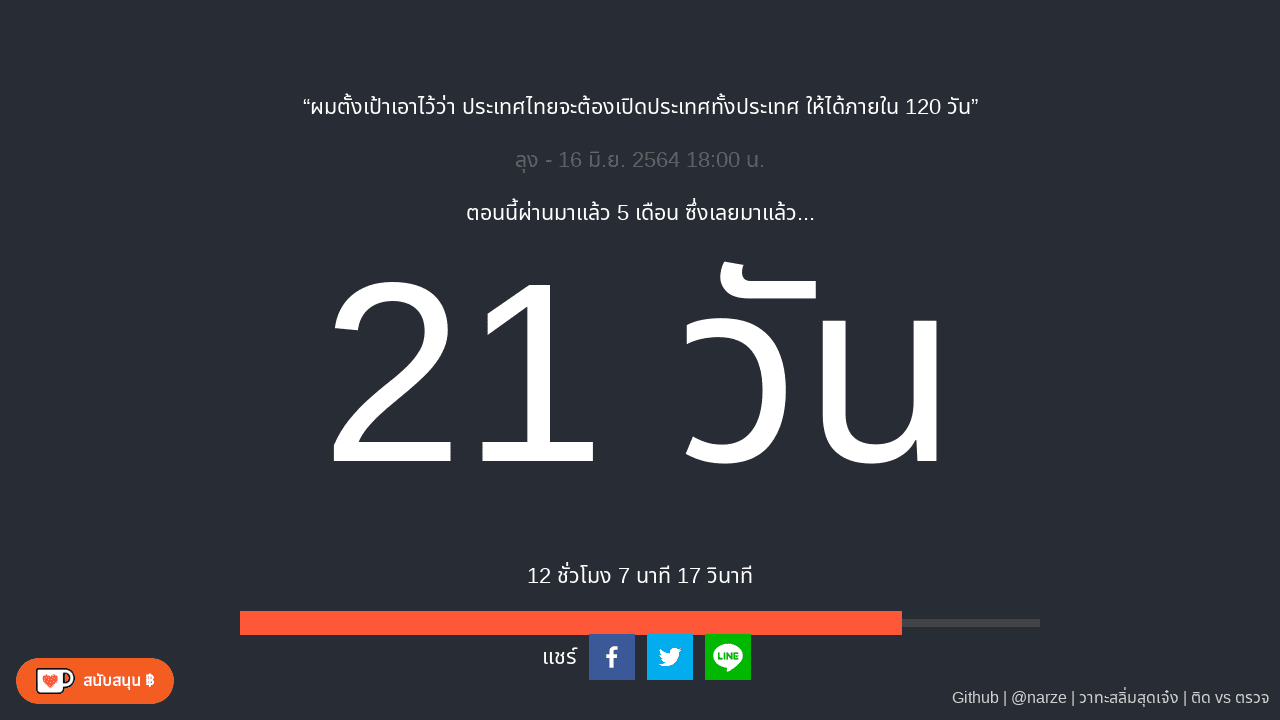 “ผมตั้งเป้าเอาไว้ว่า ประเทศไทยจะต้องเปิดประเทศทั้งประเทศ ให้ได้ภายใน 120 วัน”
ลุง - 16 มิ.ย. 2564 18:00 น.
ตอนนี้ผ่านมาแล้ว 5 เดือน ซึ่งเลยมาแล้ว...
21 วัน
12 ชั่วโมง 7 นาที 17 วินาที
แชร์
LINE
สนับสนุน ฿
Github | @narze | วาทะสลิ่มสุดเจ๋ง | ติด vs ตรวจ